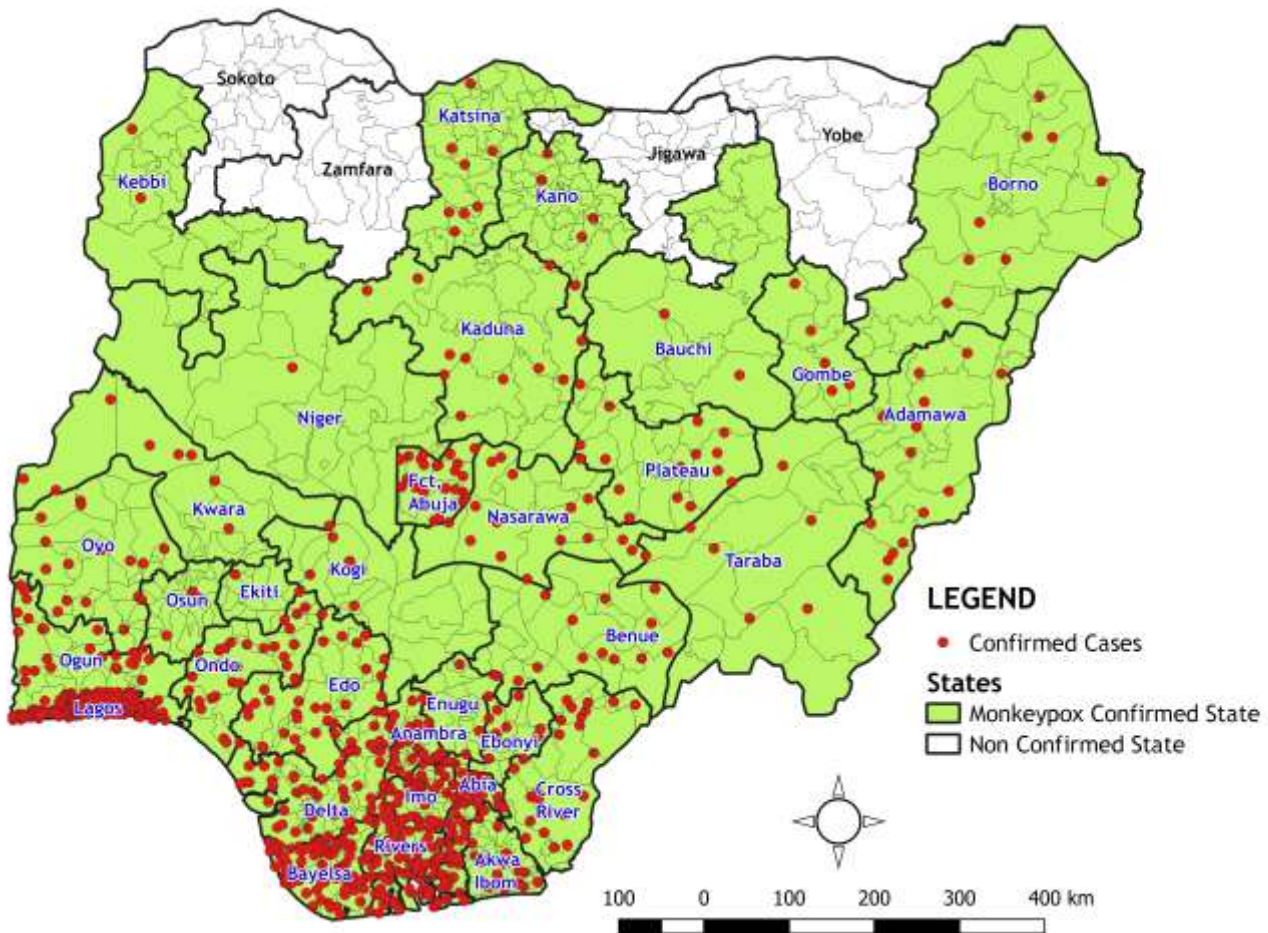 Sokoto
Katsina
Yobe
Jigawa
Zamfara
Kebbi
Borno
Kano
Kaduna
Bauchi
Gombe
Niger
Adamawa
Plateau
Fct,
Abuja
Kwara
Nasarawa
Oyo
Kogi
Taraba
Osun
Ekiti
Benue
Ogun
Ondo
Edo
Lagos
Enugu
Anambra
Ebonyi
Abia
Imo
Cross
River
Delta
Rivers
Bayelsa
Akwa
Ibom
LEGEND
Confirmed Cases
States
Monkeypox Confirmed State
Non Confirmed State
100 0 100 200 300 400 km